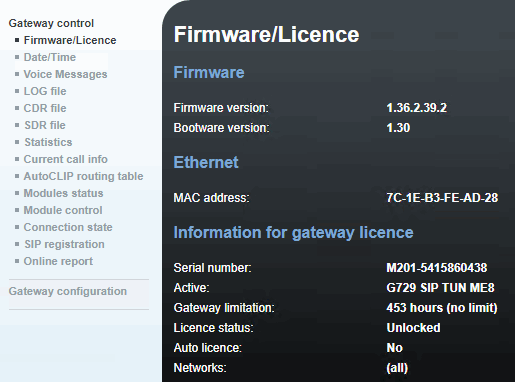 Gateway control
Firmware/Licence
Date/Time
Voice Messages
LOG file
CDR file
SDR file
Statistics
Current call info
AutoCLIP routing table
Modules status
Module control
Connection state
SIP registration
Online report
Gateway configuration
Firmware/Licence
Firmware
Firmware version: 1.36.2.39.2
Bootware version: 1.30
Ethernet
MAC address: 7C-1E-B3-FE-AD-28
Information for gateway licence
Serial number: M201-5415860438
Active: G729 SIP TUN ME8
Gateway limitation: 453 hours (no limit)
Licence status: Unlocked
Auto licence: No
Networks: (all)